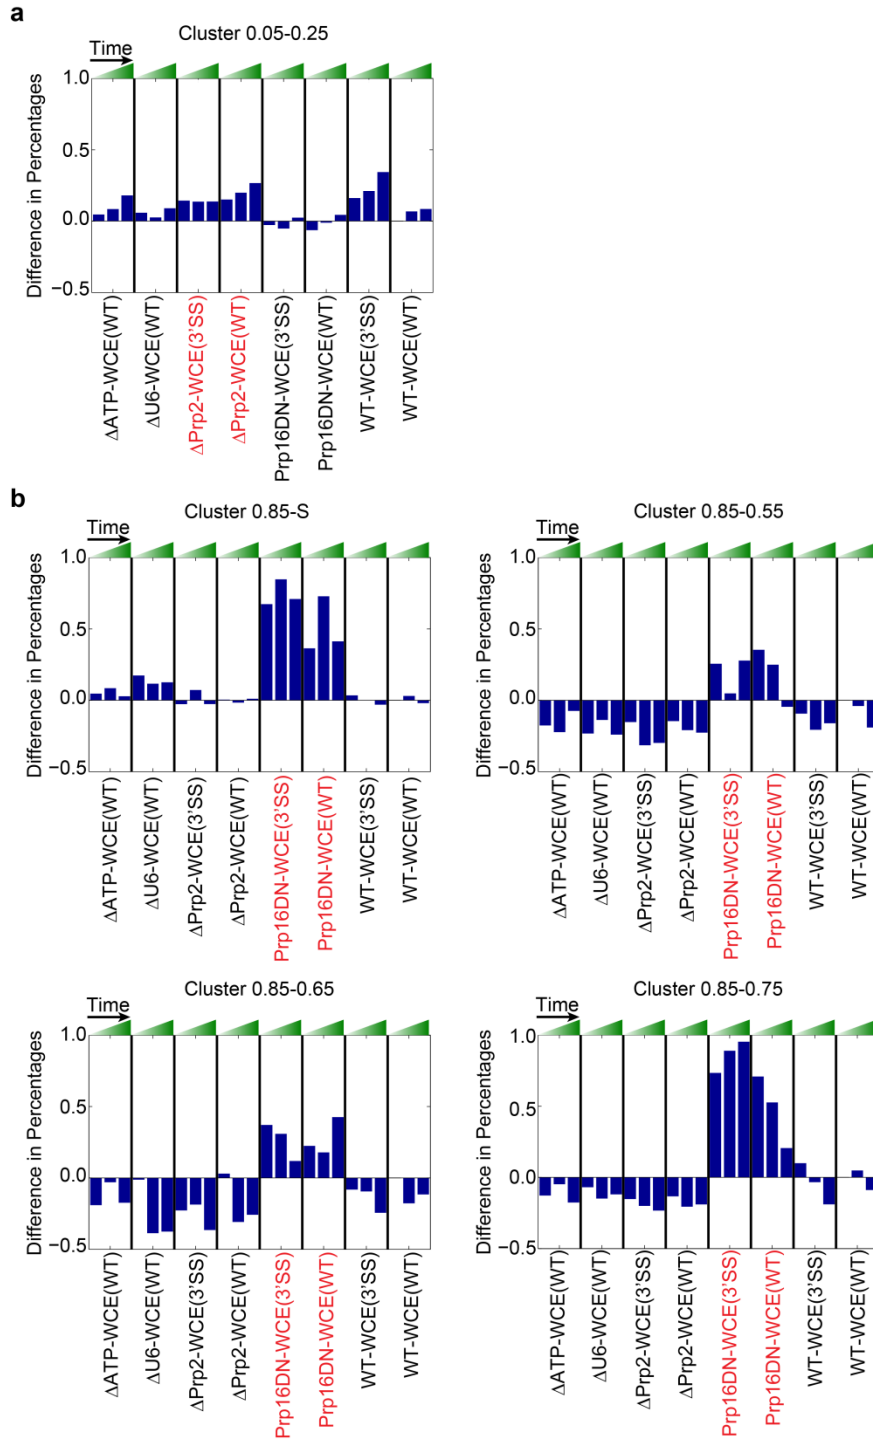 a
Cluster 0.05-0.25
Time
Difference in Percentages
1.0
0.5
0.0
−0.5
ΔATP-WCE(WT)
ΔU6-WCE(WT)
ΔPrp2-WCE(3'SS)
ΔPrp2-WCE(WT)
Prp16DN-WCE(3'SS)
Prp16DN-WCE(WT)
WT-WCE(3'SS)
WT-WCE(WT)
b
Cluster 0.85-S
Time
Difference in Percentages
1.0
0.5
0.0
−0.5
ΔATP-WCE(WT)
ΔU6-WCE(WT)
ΔPrp2-WCE(3'SS)
ΔPrp2-WCE(WT)
Prp16DN-WCE(3'SS)
Prp16DN-WCE(WT)
WT-WCE(3'SS)
WT-WCE(WT)
Cluster 0.85-0.55
Time
Difference in Percentages
1.0
0.5
0.0
−0.5
ΔATP-WCE(WT)
ΔU6-WCE(WT)
ΔPrp2-WCE(3'SS)
ΔPrp2-WCE(WT)
Prp16DN-WCE(3'SS)
Prp16DN-WCE(WT)
WT-WCE(3'SS)
WT-WCE(WT)
Cluster 0.85-0.65
Time
Difference in Percentages
1.0
0.5
0.0
−0.5
ΔATP-WCE(WT)
ΔU6-WCE(WT)
ΔPrp2-WCE(3'SS)
ΔPrp2-WCE(WT)
Prp16DN-WCE(3'SS)
Prp16DN-WCE(WT)
WT-WCE(3'SS)
WT-WCE(WT)
Cluster 0.85-0.75
Time
Difference in Percentages
1.0
0.5
0.0
−0.5
ΔATP-WCE(WT)
ΔU6-WCE(WT)
ΔPrp2-WCE(3'SS)
ΔPrp2-WCE(WT)
Prp16DN-WCE(3'SS)
Prp16DN-WCE(WT)
WT-WCE(3'SS)
WT-WCE(WT)